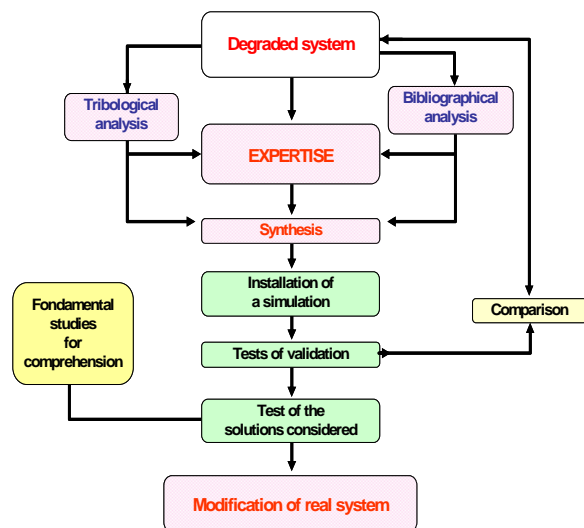 Degraded system
Tribological
analysis
Bibliographical
analysis
EXPERTISE
Synthesis
Installation of
a simulation
Fondamental
studies
for
comprehension
Comparison
Tests of validation
Test of the
solutions considered
Modification of real system